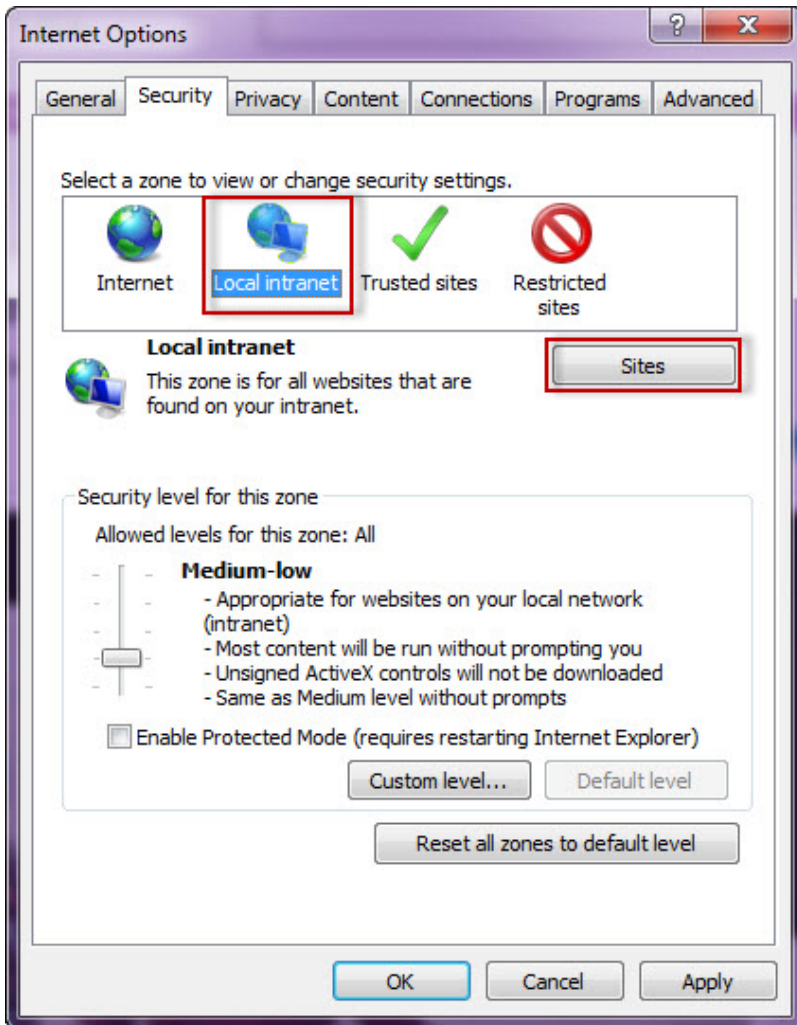 Internet Options
?
X
General Security Privacy Content Connections Programs Advanced
Select a zone to view or change security settings.
Internet Local intranet Trusted sites Restricted
sites
Local intranet
Sites
This zone is for all websites that are
found on your intranet.
Security level for this zone
Allowed levels for this zone: All
Medium-low
- Appropriate for websites on your local network
(intranet)
- Most content will be run without prompting you
- Unsigned ActiveX controls will not be downloaded
- Same as Medium level without prompts
Enable Protected Mode (requires restarting Internet Explorer)
Custom level... Default level
Reset all zones to default level
OK Cancel Apply